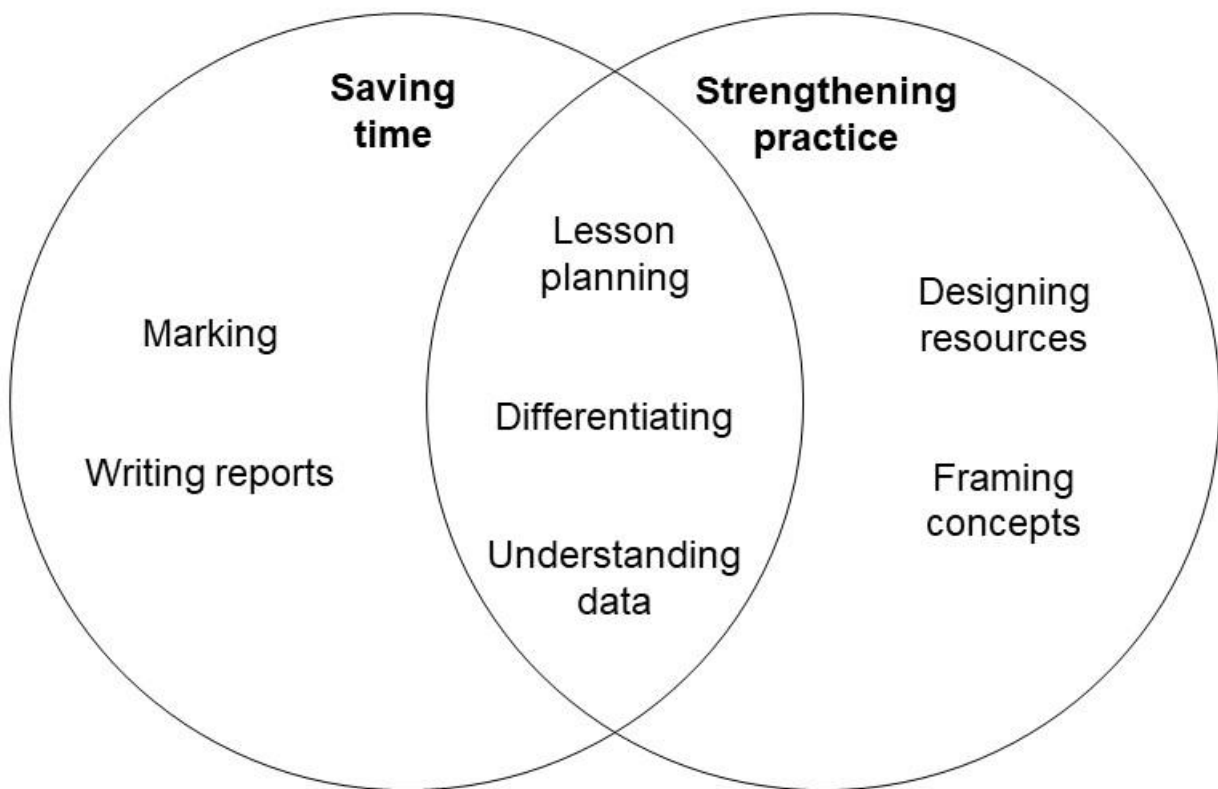 Saving
time
Strengthening
practice
Lesson
planning
Designing
resources
Marking
Differentiating
Writing reports
Framing
concepts
Understanding
data